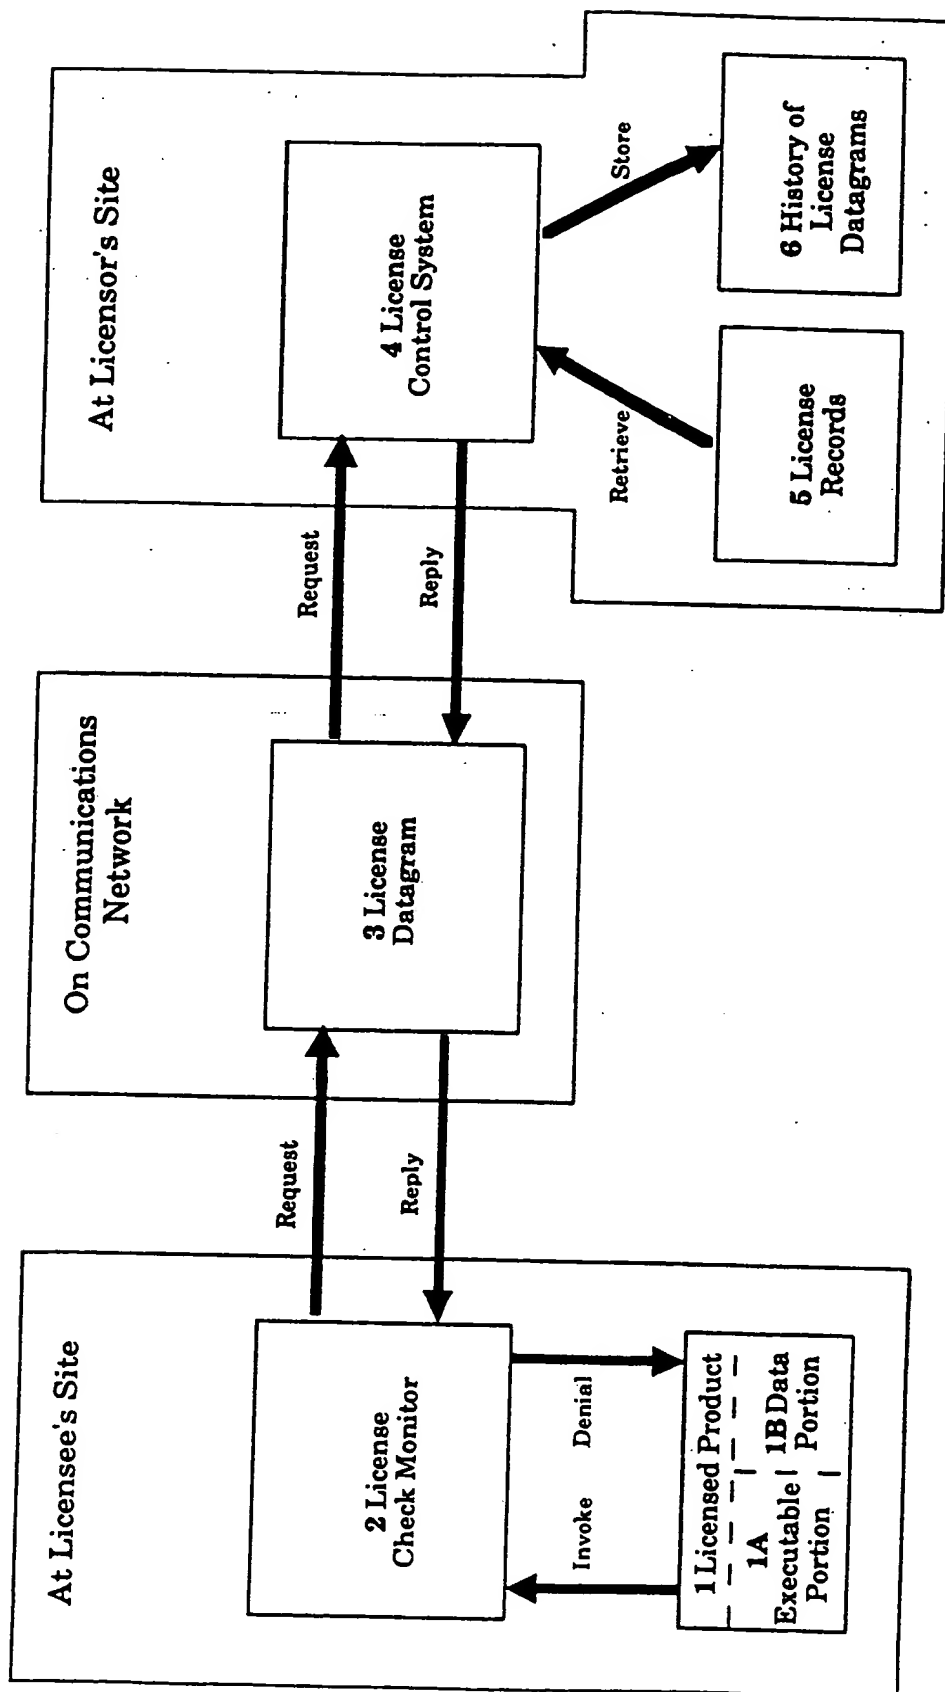 At Licensee's Site
2 License
Check Monitor
Invoke
Denial
1 Licensed Product
1A
Executable
Portion
1B Data
Portion
Request
Reply
On Communications
Network
3 License
Datagram
Request
Reply
At Licensor's Site
4 License
Control System
Retrieve
Store
5 License
Records
6 History of
License
Datagrams